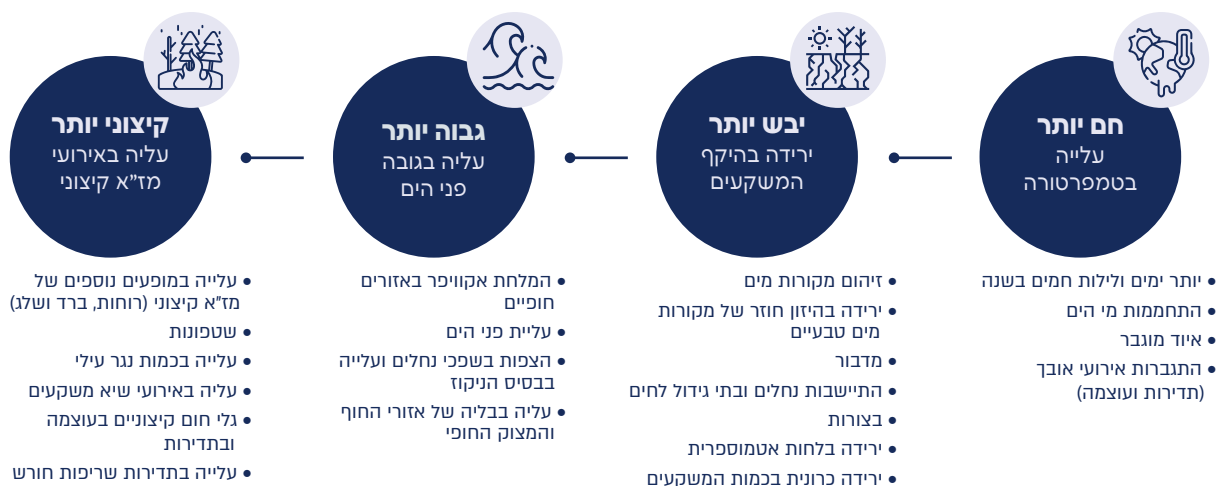 חם יותר
עלייה
בטמפרטורה
• יותר ימים ולילות חמים בשנה
• התחממות מי הים
• איוד מוגבר
• התגברות אירועי אובך
(תדירות ועוצמה)
יבש יותר
ירידה בהיקף
המשקעים
• זיהום מקורות מים
• ירידה בהיזון חוזר של מקורות
מים טבעיים
• מדבור
• התייבשות נחלים ובתי גידול לחים
• בצורות
• ירידה בלחות אטמוספרית
• ירידה כרונית בכמות המשקעים
גבוה יותר
עליה בגובה
פני הים
• המלחת אקוויפר באזורים
חופיים
• עליית פני הים
• הצפות בשפכי נחלים ועלייה
בבסיס הניקוז
• עליה בבליה של אזורי החוף
והמצוק החופי
קיצוני יותר
עליה באירועי
מז"א קיצוני
• עלייה במופעים נוספים של
מז"א קיצוני (רוחות, ברד ושלג)
• שטפונות
• עלייה בכמות נגר עילי
• עליה באירועי שיא משקעים
• גלי חום קיצוניים בעוצמה
ובתדירות
• עלייה בתדירות שריפות חורש